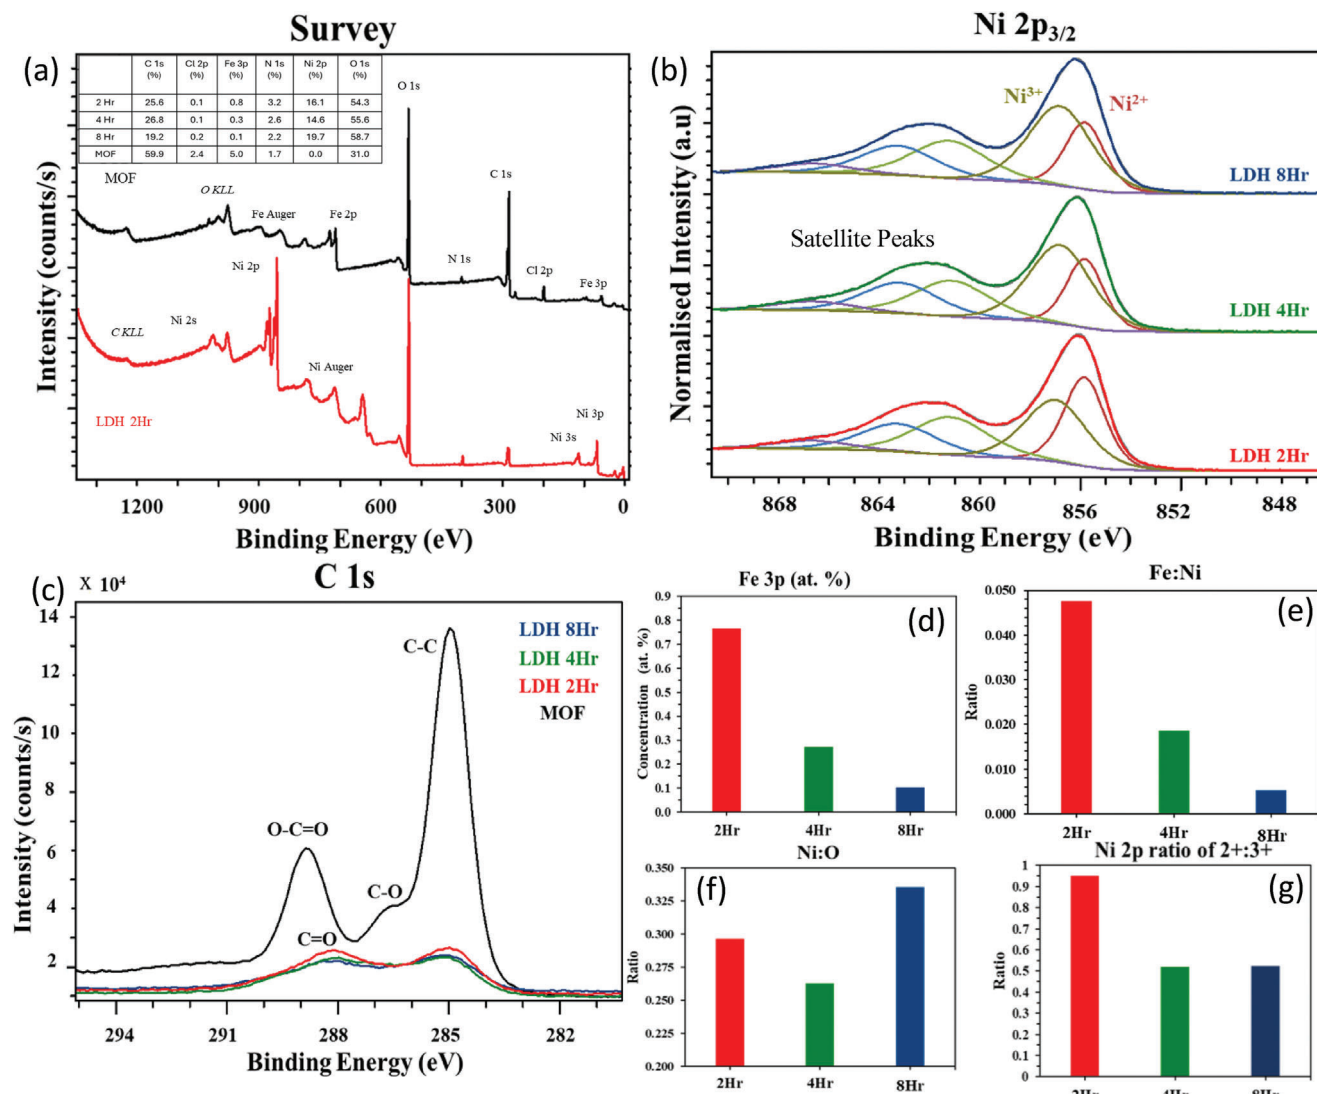 Survey
(a)
C 1s (%) Cl 2p (%) Fe 3p (%) N 1s (%) Ni 2p (%) O 1s (%)
2 Hr 25.6 0.1 0.8 3.2 16.1 54.3
4 Hr 26.8 0.1 0.3 2.6 14.6 55.6
8 Hr 19.2 0.2 0.1 2.2 19.7 58.7
MOF 59.9 2.4 5.0 1.7 0.0 31.0
MOF
O KLL
Fe Auger
Fe 2p
O 1s
C 1s
N 1s
Cl 2p
Fe 3p
Ni 2p
C KLL
Ni 2s
Ni Auger
Ni 3p
Ni 3s
LDH 2Hr
Intensity (counts/s)
1200 900 600 300 0
Binding Energy (eV)
Ni 2p3/2
(b)
Ni³⁺
Ni²⁺
LDH 8Hr
Satellite Peaks
LDH 4Hr
LDH 2Hr
Normalised Intensity (a.u)
868 864 860 856 852 848
Binding Energy (eV)
(c)
X 10⁴
C 1s
14
12
10
8
6
4
2
LDH 8Hr
LDH 4Hr
LDH 2Hr
MOF
C-C
O-C=O
C-O
C=O
Intensity (counts/s)
294 291 288 285 282
Binding Energy (eV)
Fe 3p (at. %)
(d)
0.9
0.8
0.7
0.6
0.5
0.4
0.3
0.2
0.1
0.0
Concentration (at. %)
2Hr 4Hr 8Hr
Fe:Ni
(e)
0.050
0.040
0.030
0.020
0.010
0.000
Ratio
2Hr 4Hr 8Hr
Ni:O
(f)
0.350
0.325
0.300
0.275
0.250
0.225
0.200
Ratio
2Hr 4Hr 8Hr
Ni 2p ratio of 2+:3+
(g)
1
0.9
0.8
0.7
0.6
0.5
0.4
0.3
0.2
0.1
0
Ratio
2Hr 4Hr 8Hr